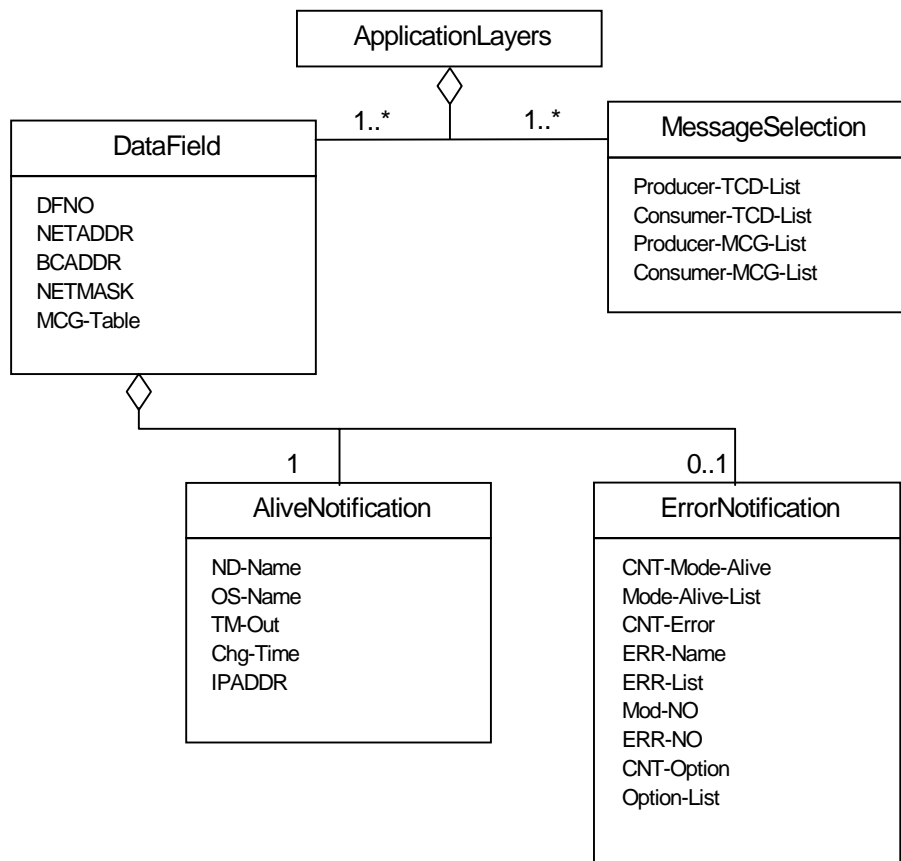 ApplicationLayers
1..*
1..*
DataField
DFNO
NETADDR
BCADDR
NETMASK
MCG-Table
MessageSelection
Producer-TCD-List
Consumer-TCD-List
Producer-MCG-List
Consumer-MCG-List
1
0..1
AliveNotification
ND-Name
OS-Name
TM-Out
Chg-Time
IPADDR
ErrorNotification
CNT-Mode-Alive
Mode-Alive-List
CNT-Error
ERR-Name
ERR-List
Mod-NO
ERR-NO
CNT-Option
Option-List